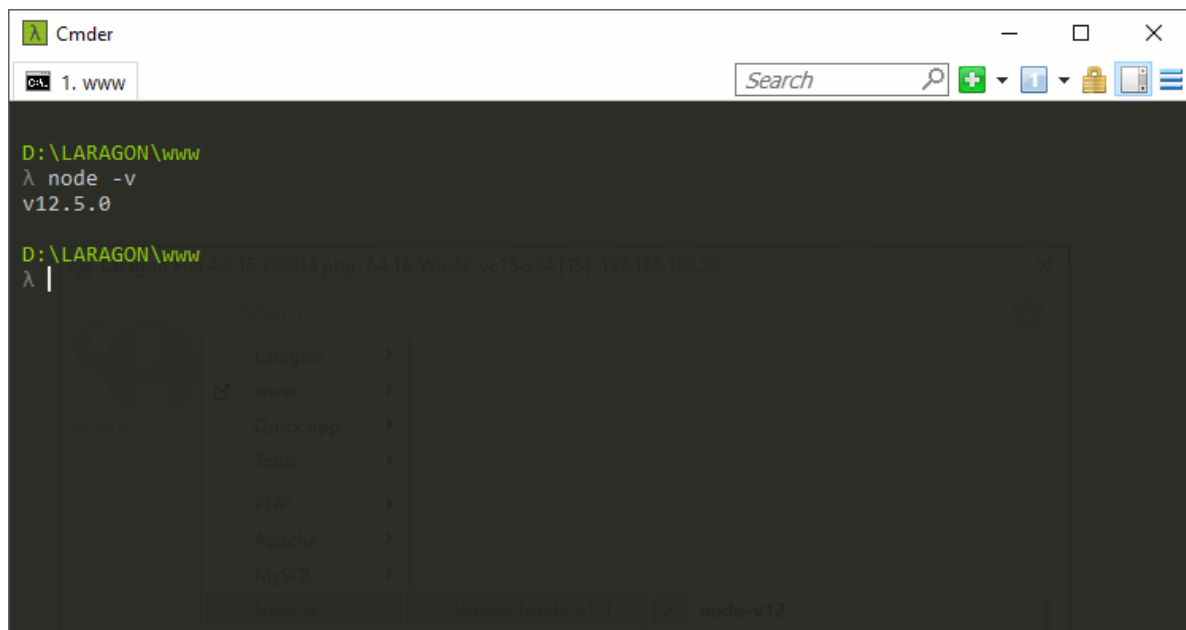 λ Cmder
C:\. 1. www
Search
1
D:\LARAGON\www
λ node -v
v12.5.0
D:\LARAGON\www
λ
Laragon Full 4.0.16 190914 php-7.4.16-Win32-vc15-x64 [TS] 192.168.100.50
Menu
?
Laragon
www
Quick app
Tools
PHP
Apache
MySQL
Node.js Version [node-v12] node-v12